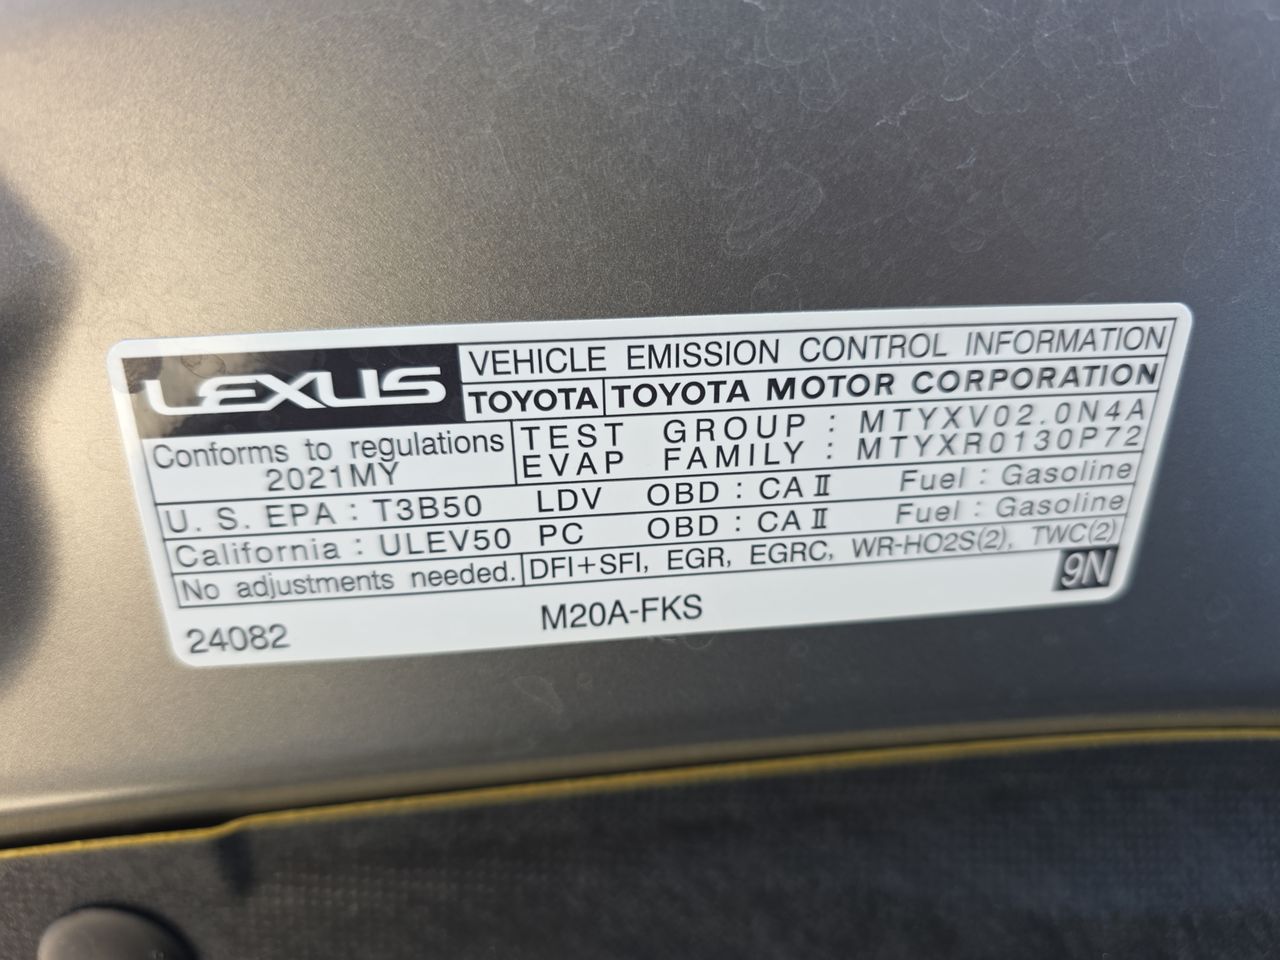 LEXUS
VEHICLE EMISSION CONTROL INFORMATION
TOYOTA TOYOTA MOTOR CORPORATION
Conforms to regulations
2021MY
TEST GROUP : MTYXV02.0N4A
EVAP FAMILY : MTYXR0130P72
U. S. EPA : T3B50 LDV OBD : CA II Fuel : Gasoline
California : ULEV50 PC OBD : CA II Fuel : Gasoline
No adjustments needed. DFI+SFI, EGR, EGRC, WR-HO2S(2), TWC(2)
9N
24082 M20A-FKS